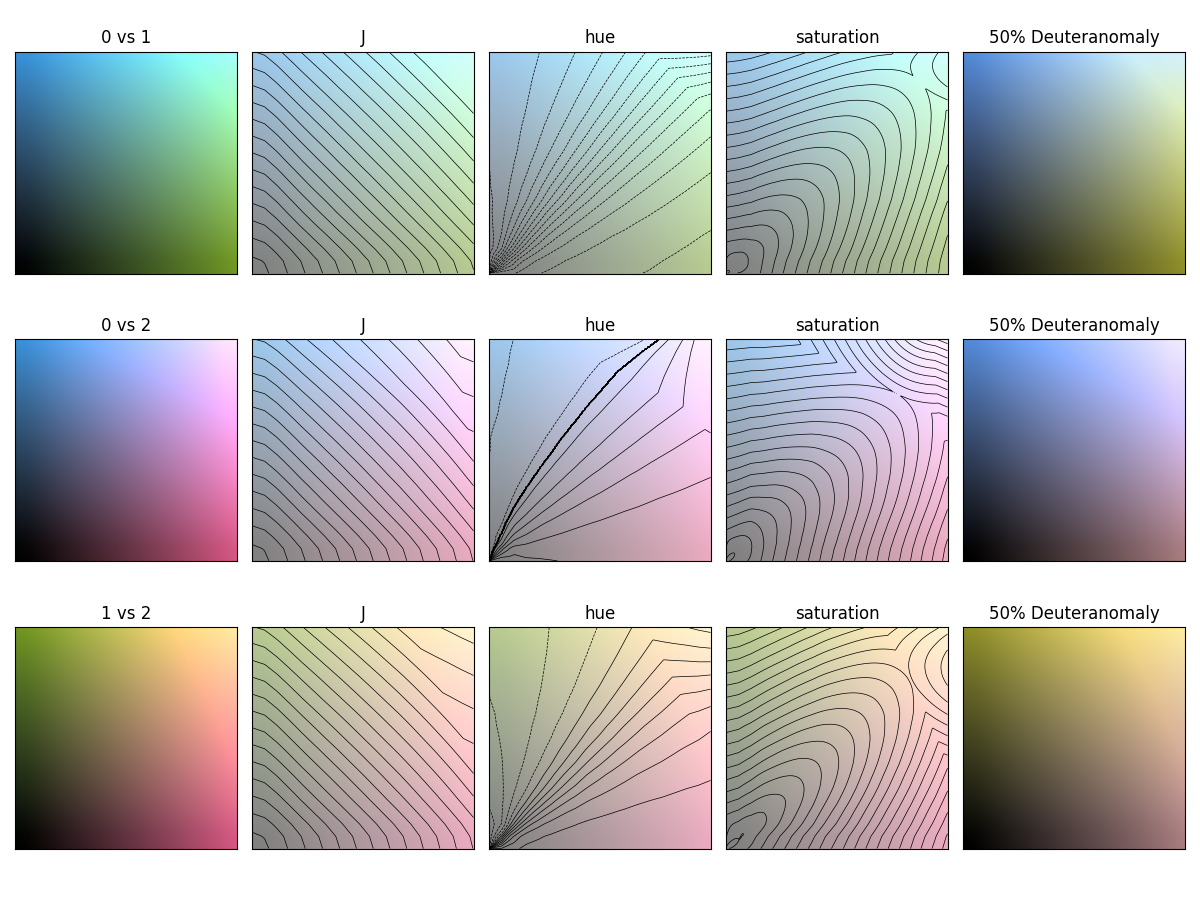 0 vs 1 J hue saturation 50% Deuteranomaly
0 vs 2 J hue saturation 50% Deuteranomaly
1 vs 2 J hue saturation 50% Deuteranomaly